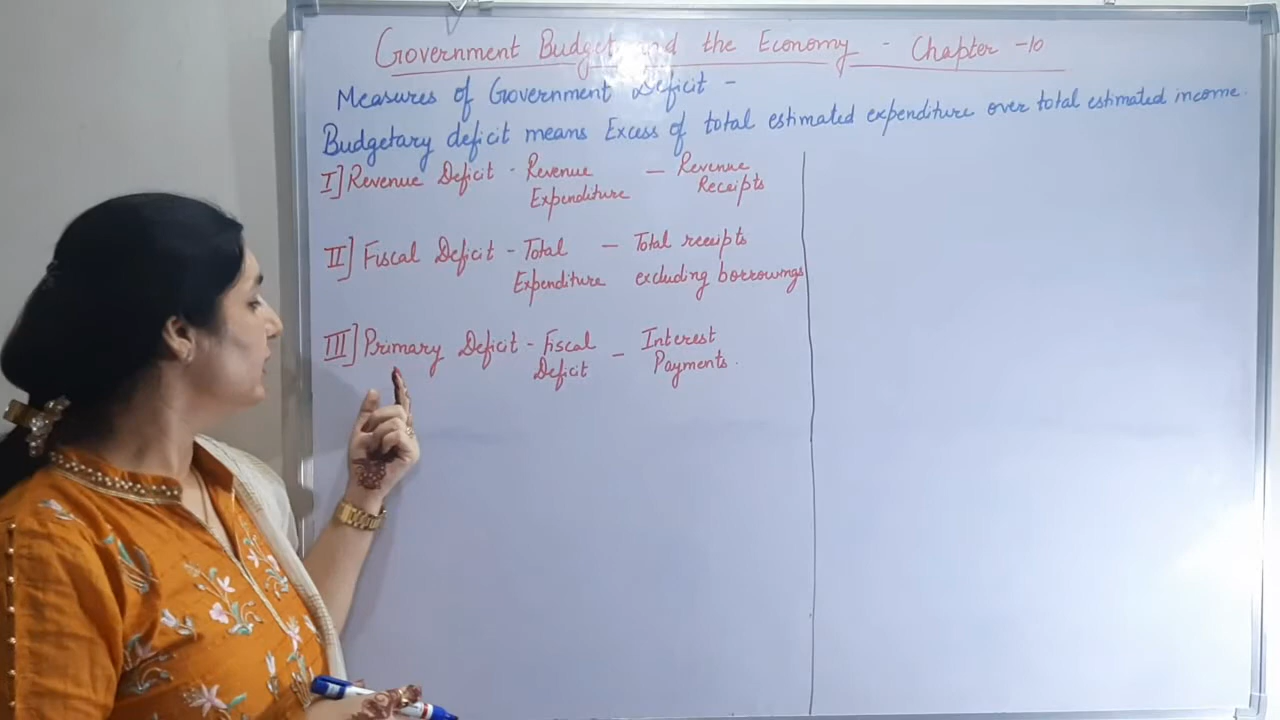 Government Budget and the Economy - Chapter -10
Measures of Government Deficit -
Budgetary deficit means Excess of total estimated expenditure over total estimated income.
I] Revenue Deficit - Revenue Expenditure — Revenue Receipts
II] Fiscal Deficit - Total Expenditure — Total receipts excluding borrowings
III] Primary Deficit - Fiscal Deficit — Interest Payments.